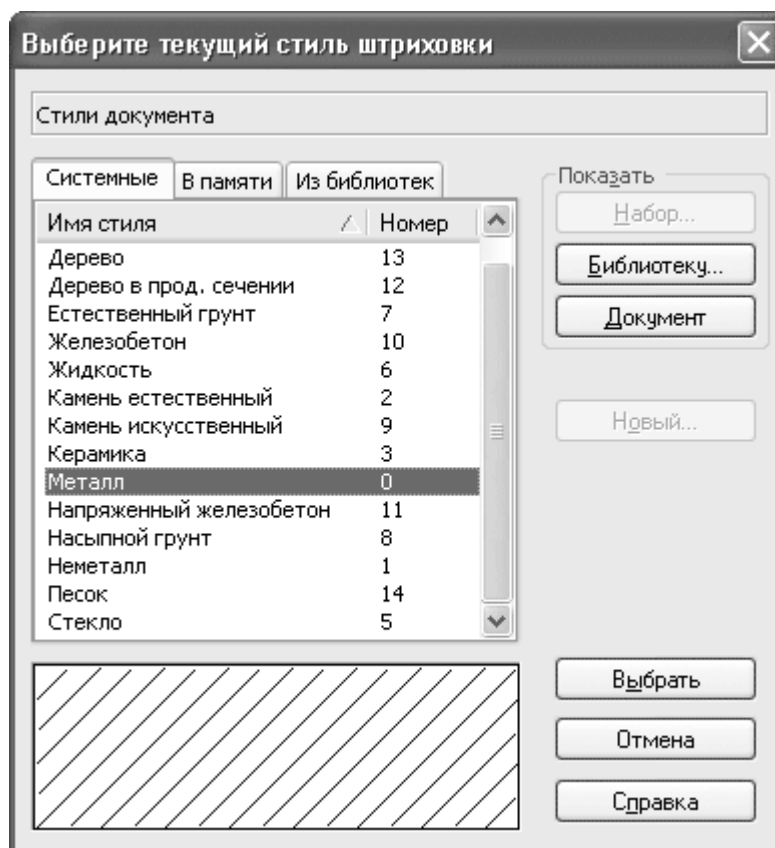 Выберите текущий стиль штриховки
Стили документа
Системные В памяти Из библиотек
Имя стиля Номер
Дерево 13
Дерево в прод. сечении 12
Естественный грунт 7
Железобетон 10
Жидкость 6
Камень естественный 2
Камень искусственный 9
Керамика 3
Металл 0
Напряженный железобетон 11
Насыпной грунт 8
Неметалл 1
Песок 14
Стекло 5
Показать
Набор...
Библиотеку...
Документ
Новый...
Выбрать
Отмена
Справка